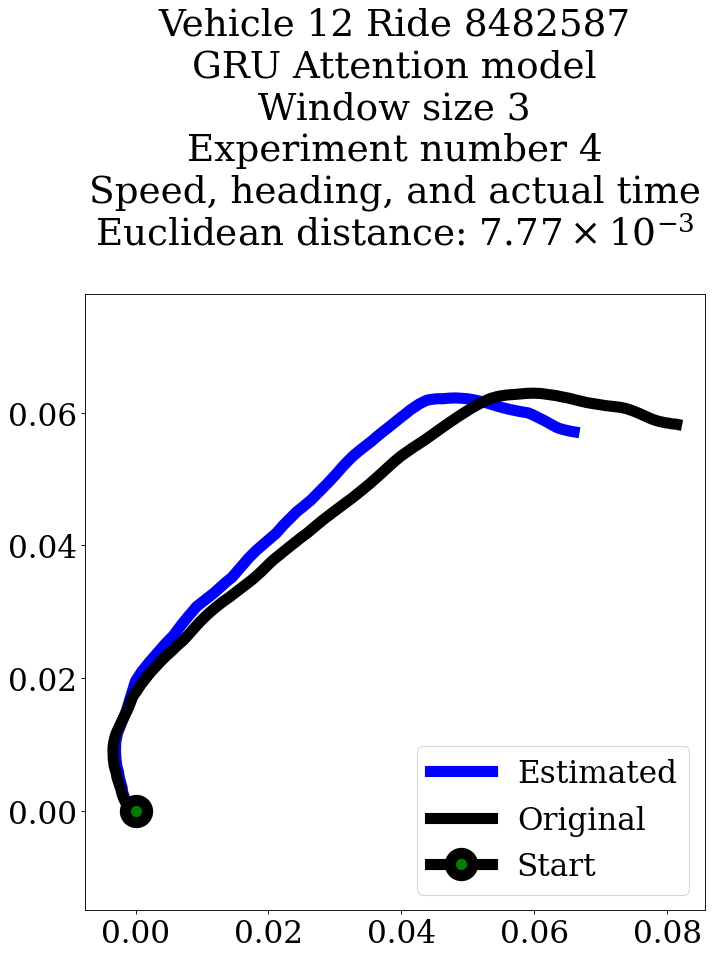 Vehicle 12 Ride 8482587
GRU Attention model
Window size 3
Experiment number 4
Speed, heading, and actual time
Euclidean distance: 7.77 × 10⁻³
0.06
0.04
0.02
0.00
Estimated
Original
Start
0.00 0.02 0.04 0.06 0.08